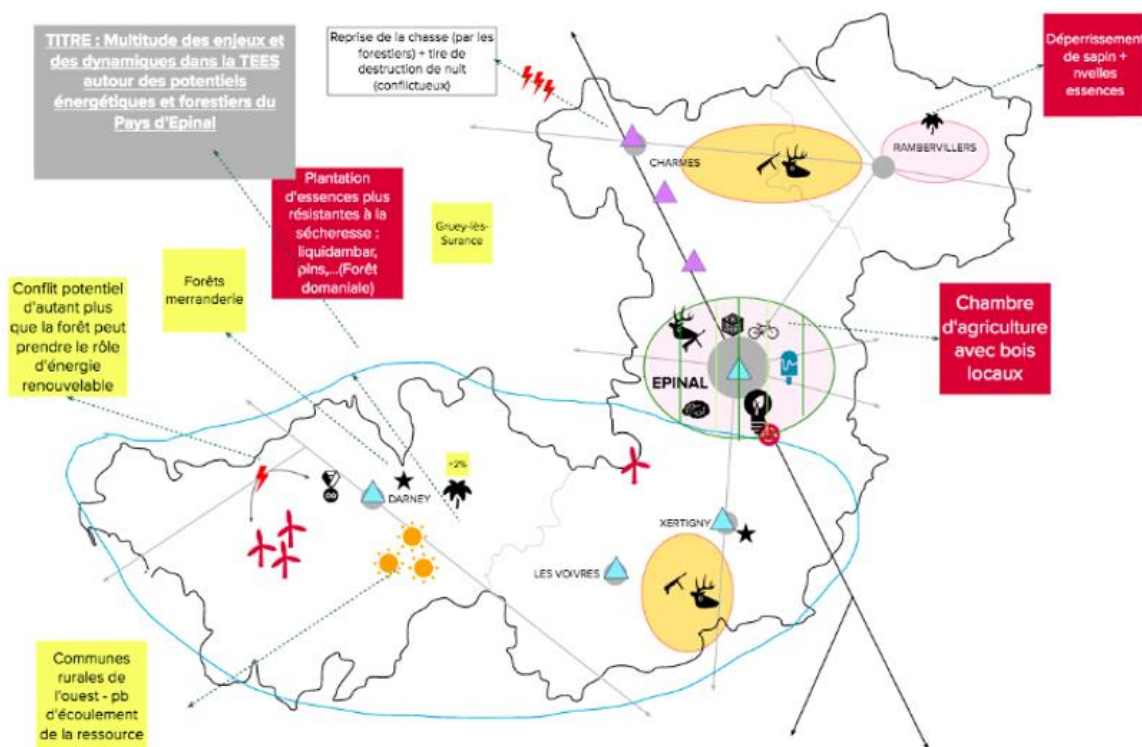 TITRE : Multitude des enjeux et
des dynamiques dans la TEES
autour des potentiels
énergétiques et forestiers du
Pays d'Epinal
Reprise de la chasse (par les
forestiers) + tire de
destruction de nuit
(conflictueux)
Déperrissement
de sapin +
nvelles
essences
CHARMES
RAMBERVILLERS
Plantation
d'essences plus
résistantes à la
sécheresse :
liquidambar,
pins,...(Forêt
domaniale)
Gruey-lès-
Surance
Forêts
merranderie
Conflit potentiel
d'autant plus
que la forêt peut
prendre le rôle
d'énergie
renouvelable
Chambre
d'agriculture
avec bois
locaux
EPINAL
+2%
DARNEY
XERTIGNY
LES VOIVRES
Communes
rurales de
l'ouest - pb
d'écoulement
de la ressource